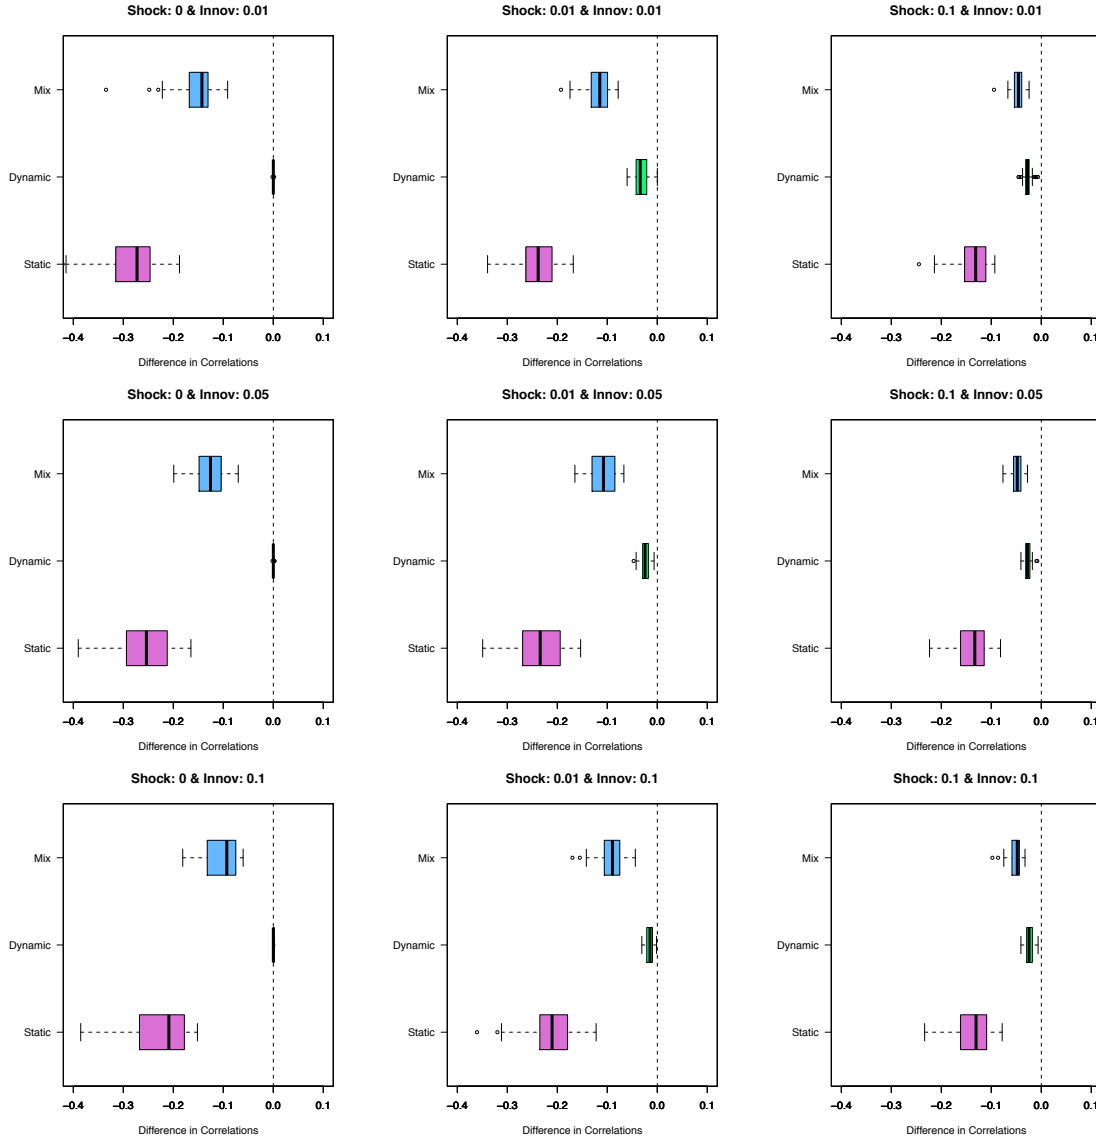 Shock: 0 & Innov: 0.01
Mix
Dynamic
Static
−0.4 −0.3 −0.2 −0.1 0.0 0.1
Difference in Correlations
Shock: 0.01 & Innov: 0.01
Mix
Dynamic
Static
−0.4 −0.3 −0.2 −0.1 0.0 0.1
Difference in Correlations
Shock: 0.1 & Innov: 0.01
Mix
Dynamic
Static
−0.4 −0.3 −0.2 −0.1 0.0 0.1
Difference in Correlations
Shock: 0 & Innov: 0.05
Mix
Dynamic
Static
−0.4 −0.3 −0.2 −0.1 0.0 0.1
Difference in Correlations
Shock: 0.01 & Innov: 0.05
Mix
Dynamic
Static
−0.4 −0.3 −0.2 −0.1 0.0 0.1
Difference in Correlations
Shock: 0.1 & Innov: 0.05
Mix
Dynamic
Static
−0.4 −0.3 −0.2 −0.1 0.0 0.1
Difference in Correlations
Shock: 0 & Innov: 0.1
Mix
Dynamic
Static
−0.4 −0.3 −0.2 −0.1 0.0 0.1
Difference in Correlations
Shock: 0.01 & Innov: 0.1
Mix
Dynamic
Static
−0.4 −0.3 −0.2 −0.1 0.0 0.1
Difference in Correlations
Shock: 0.1 & Innov: 0.1
Mix
Dynamic
Static
−0.4 −0.3 −0.2 −0.1 0.0 0.1
Difference in Correlations